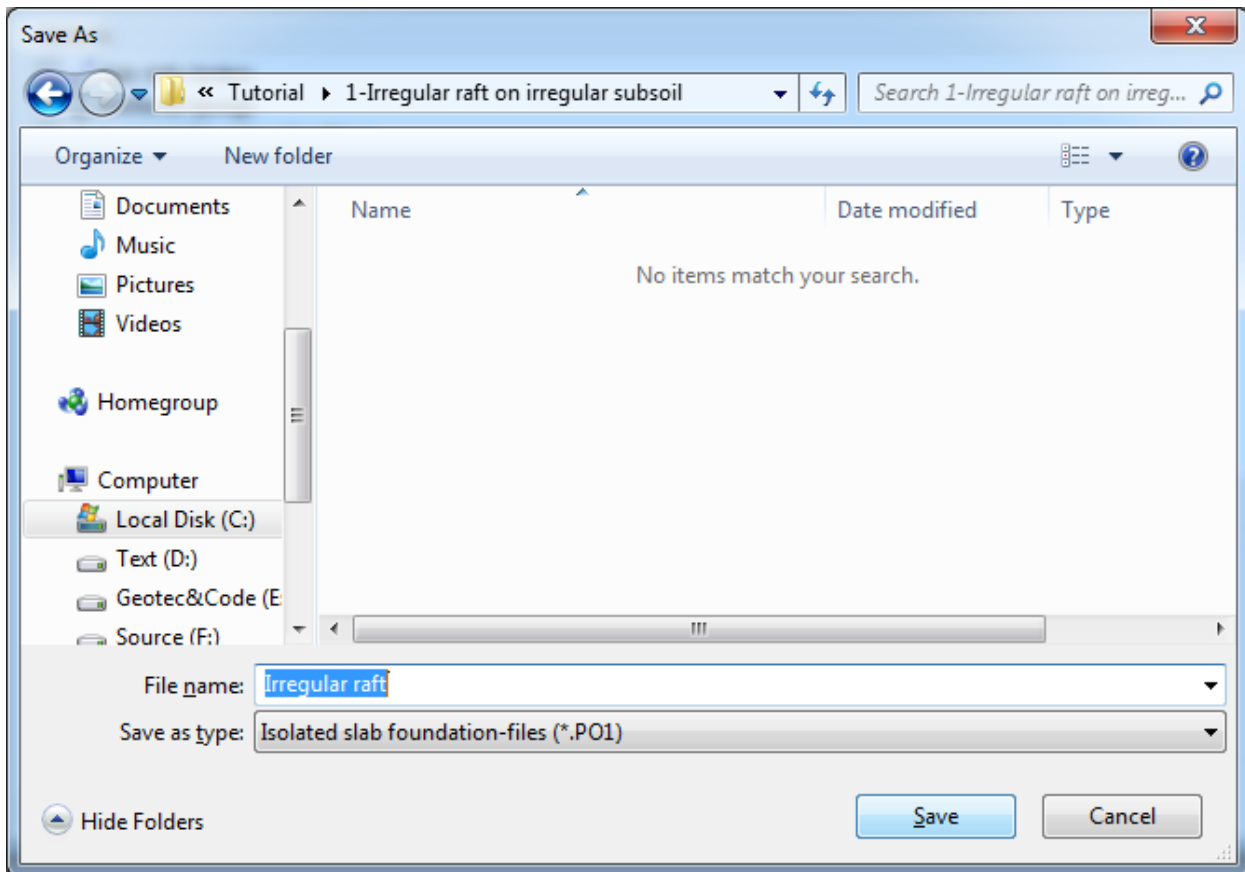 Save As
« Tutorial ▸ 1-Irregular raft on irregular subsoil
Search 1-Irregular raft on irreg...
Organize
New folder
Documents
Music
Pictures
Videos
Homegroup
Computer
Local Disk (C:)
Text (D:)
Geotec&Code (E:
Source (F:)
Name
Date modified
Type
No items match your search.
File name: Irregular raft
Save as type: Isolated slab foundation-files (*.PO1)
Hide Folders
Save
Cancel